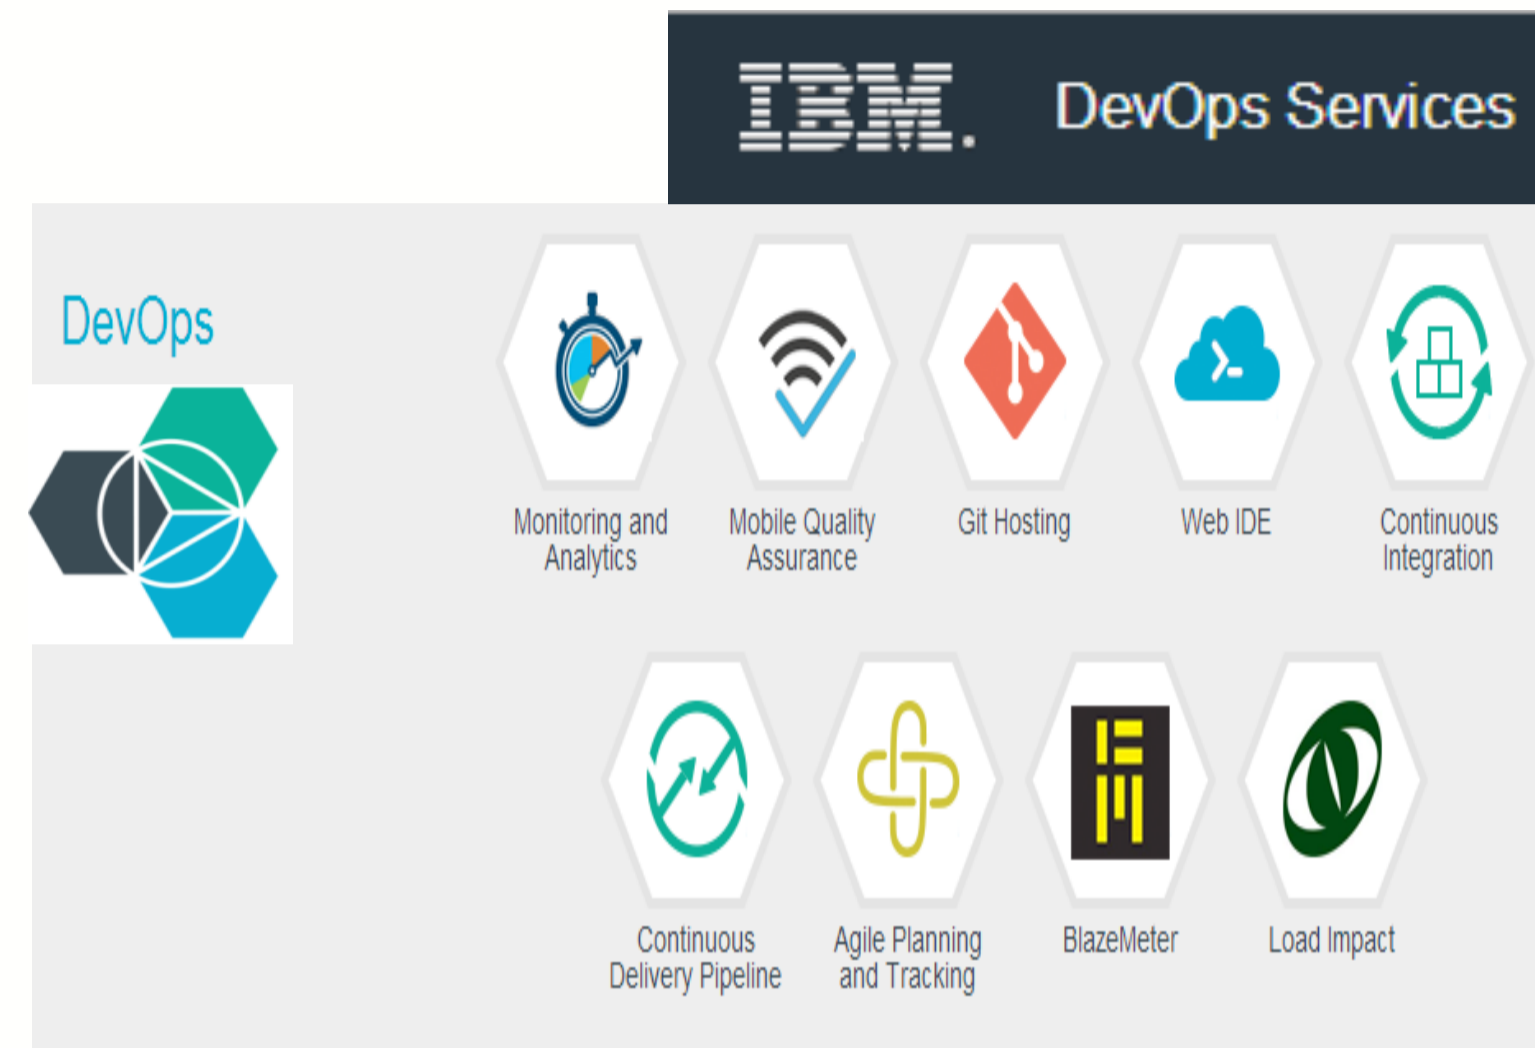 IBM. DevOps Services
DevOps
Monitoring and
Analytics
Mobile Quality
Assurance
Git Hosting
Web IDE
Continuous
Integration
Continuous
Delivery Pipeline
Agile Planning
and Tracking
BlazeMeter
Load Impact